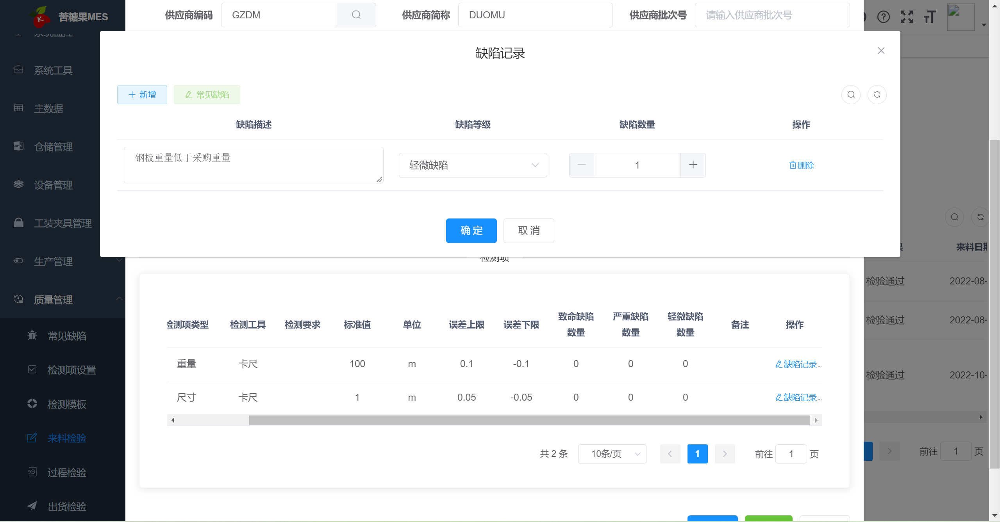 苦糖果MES
系统监控
系统工具
主数据
仓储管理
设备管理
工装夹具管理
生产管理
质量管理
常见缺陷
检测项设置
检测模板
来料检验
过程检验
出货检验
供应商编码 GZDM 供应商简称 DUOMU 供应商批次号 请输入供应商批次号
缺陷记录
新增 常见缺陷
缺陷描述 缺陷等级 缺陷数量 操作
钢板重量低于采购重量 轻微缺陷 1 删除
确 定 取 消
检测项
检测项类型 检测工具 检测要求 标准值 单位 误差上限 误差下限 致命缺陷数量 严重缺陷数量 轻微缺陷数量 备注 操作
重量 卡尺 100 m 0.1 -0.1 0 0 0 缺陷记录..
尺寸 卡尺 1 m 0.05 -0.05 0 0 0 缺陷记录..
共 2 条 10条/页 1 前往 1 页
来料日期
检验通过 2022-08-
检验通过 2022-08-
检验通过 2022-10-
前往 1 页